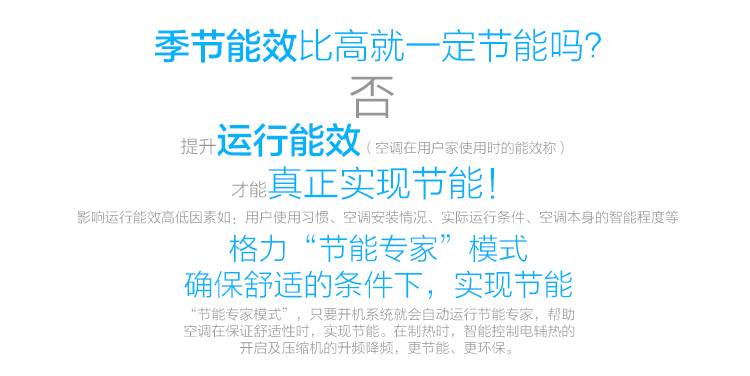 季节能效比高就一定节能吗?
否
提升运行能效(空调在用户家使用时的能效称)
才能真正实现节能!
影响运行能效高低因素如：用户使用习惯、空调安装情况、实际运行条件、空调本身的智能程度等
格力“节能专家”模式
确保舒适的条件下，实现节能
“节能专家模式”，只要开机系统就会自动运行节能专家，帮助
空调在保证舒适性时，实现节能。在制热时，智能控制电辅热的
开启及压缩机的升频降频，更节能、更环保。